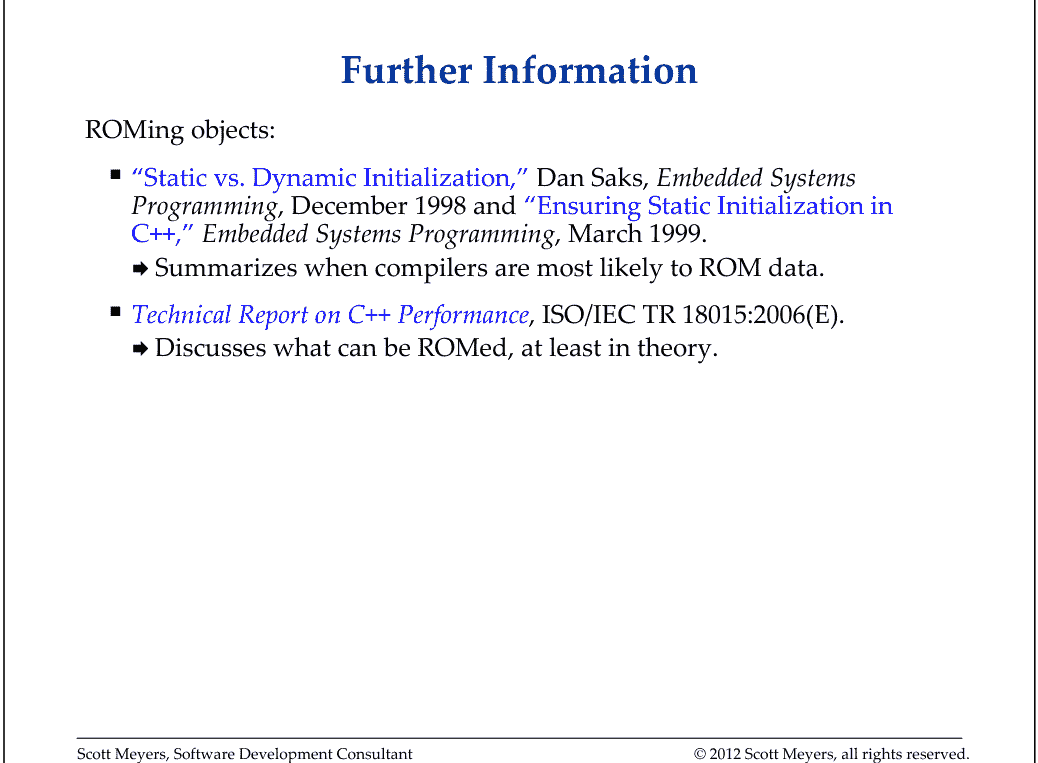 Further Information
ROMing objects:
▪ “Static vs. Dynamic Initialization,” Dan Saks, Embedded Systems
Programming, December 1998 and “Ensuring Static Initialization in
C++,” Embedded Systems Programming, March 1999.
➡ Summarizes when compilers are most likely to ROM data.
▪ Technical Report on C++ Performance, ISO/IEC TR 18015:2006(E).
➡ Discusses what can be ROMed, at least in theory.
Scott Meyers, Software Development Consultant
© 2012 Scott Meyers, all rights reserved.